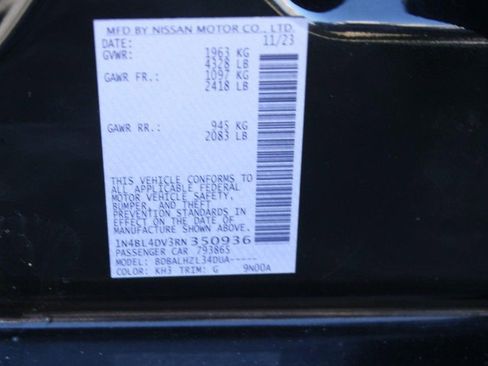 MFD BY NISSAN MOTOR CO., LTD.
DATE: 11/23
GVWR: 1963 KG
4328 LB
GAWR FR.: 1097 KG
2418 LB
GAWR RR.: 945 KG
2083 LB
THIS VEHICLE CONFORMS TO
ALL APPLICABLE FEDERAL
MOTOR VEHICLE SAFETY,
BUMPER, AND THEFT
PREVENTION STANDARDS IN
EFFECT ON THE DATE OF
MANUFACTURE SHOWN ABOVE.
1N4BL4DV3RN350936
PASSENGER CAR 793865
MODEL: BDBALHZL34DUA-----
COLOR: KH3 TRIM: G 9N00A